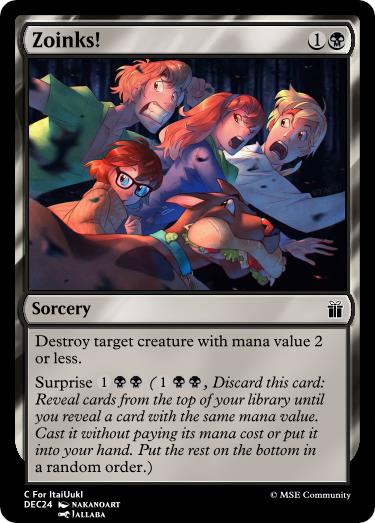 Zoinks! 1
Sorcery
Destroy target creature with mana value 2
or less.
Surprise 1 ( 1 , Discard this card:
Reveal cards from the top of your library until
you reveal a card with the same mana value.
Cast it without paying its mana cost or put it
into your hand. Put the rest on the bottom in
a random order.)
C For ItaiUuk1
DEC24 NAKANOART
JALLABA
© MSE Community